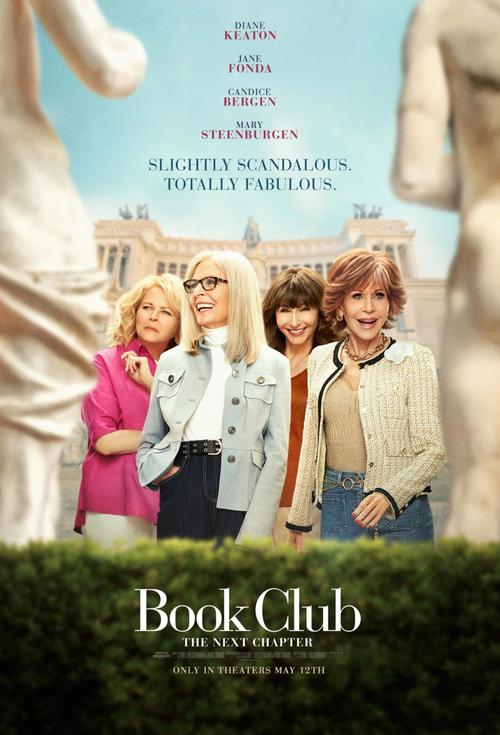 DIANE
KEATON
JANE
FONDA
CANDICE
BERGEN
MARY
STEENBURGEN
SLIGHTLY SCANDALOUS.
TOTALLY FABULOUS.
Book Club
THE NEXT CHAPTER
ONLY IN THEATERS MAY 12TH